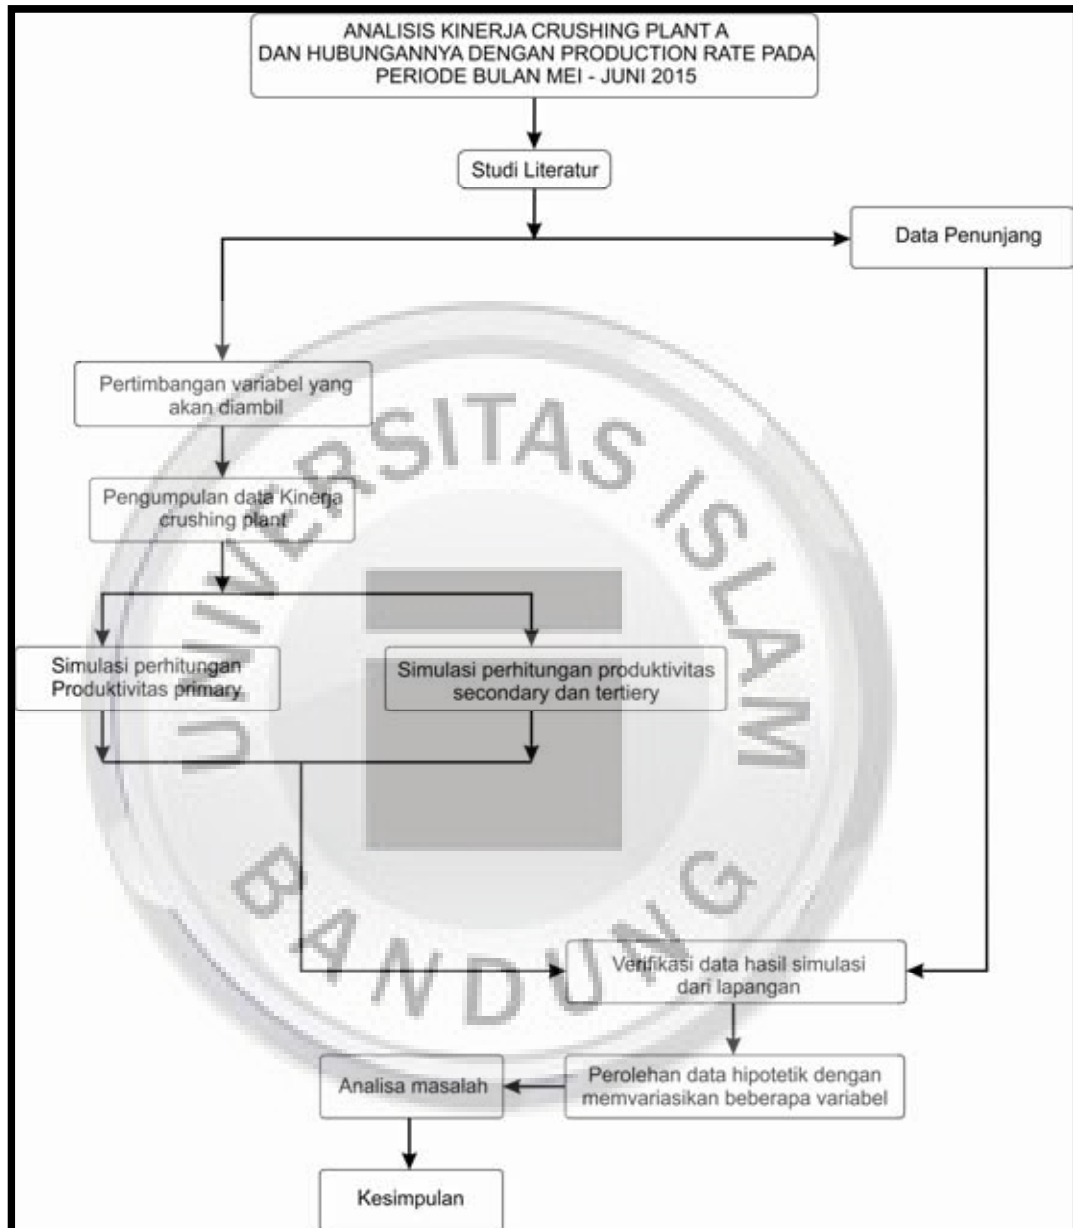 ANALISIS KINERJA CRUSHING PLANT A
DAN HUBUNGANNYA DENGAN PRODUCTION RATE PADA
PERIODE BULAN MEI - JUNI 2015
Studi Literatur
Data Penunjang
Pertimbangan variabel yang
akan diambil
Pengumpulan data Kinerja
crushing plant
Simulasi perhitungan
Produktivitas primary
Simulasi perhitungan produktivitas
secondary dan tertiery
Verifikasi data hasil simulasi
dari lapangan
Perolehan data hipotetik dengan
memvariasikan beberapa variabel
Analisa masalah
Kesimpulan
UNIVERSITAS ISLAM
BANDUNG